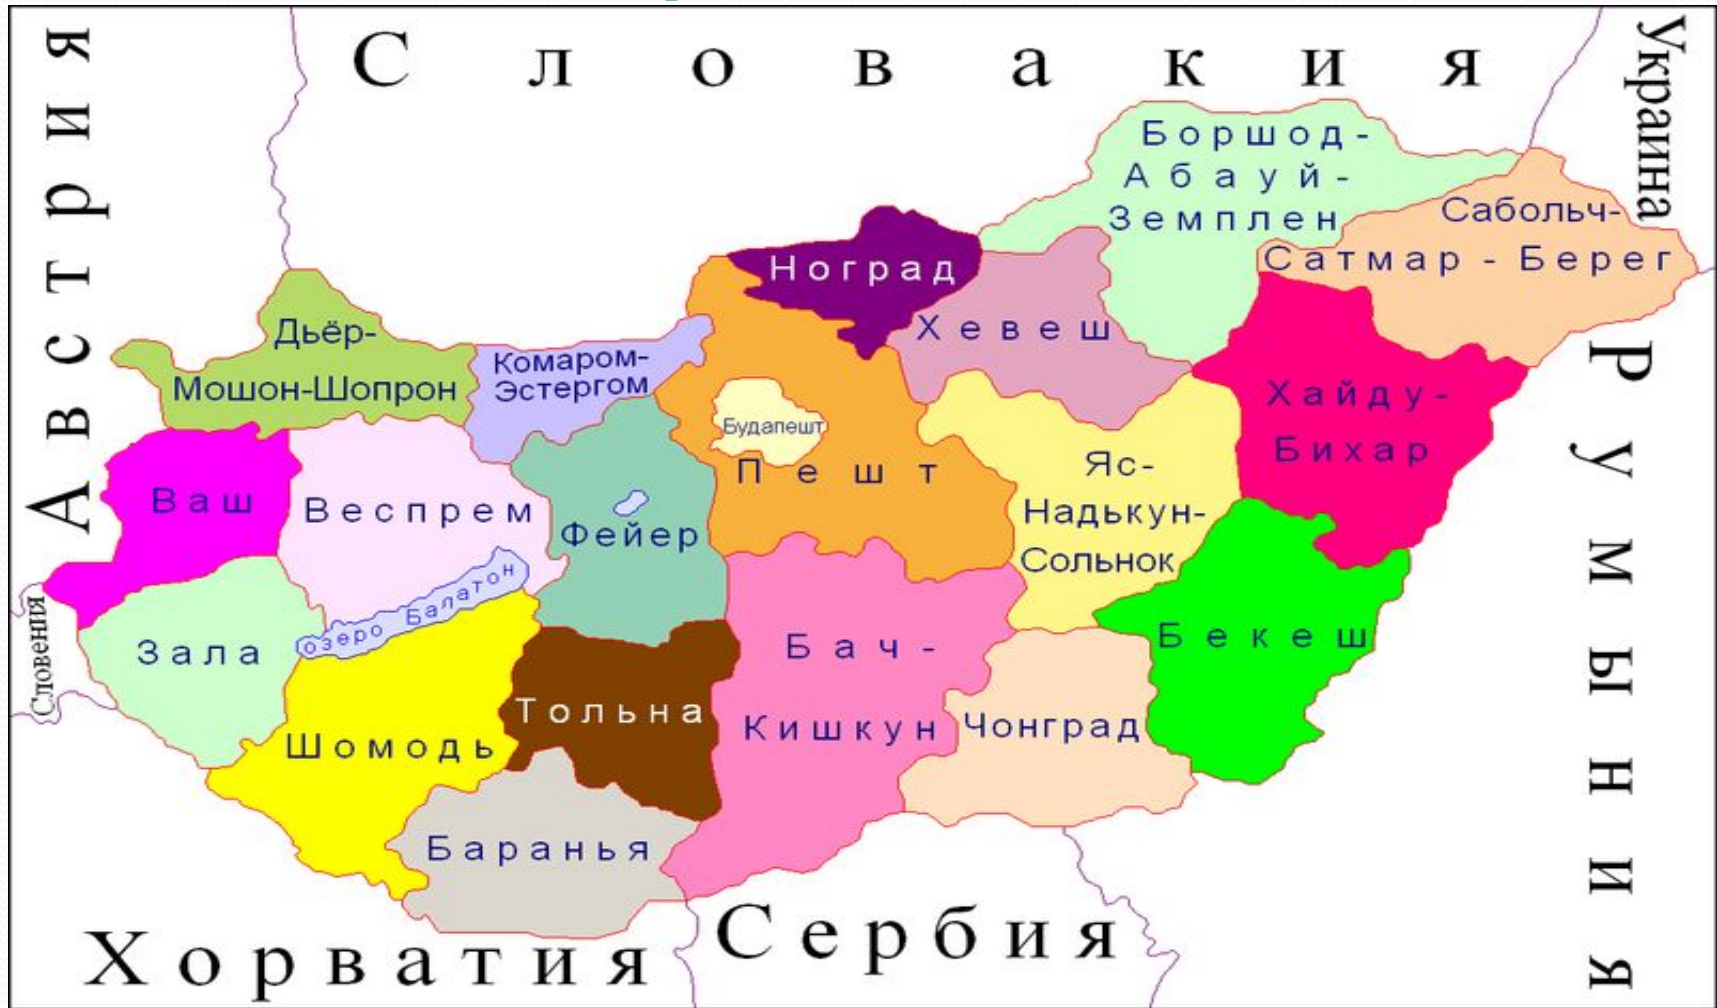 Австрия
Словакия
Украина
Румыния
Словения
Хорватия
Сербия
Боршод-
Абауй-
Земплен
Сабольч-
Сатмар - Берег
Ноград
Хевеш
Дьёр-
Мошон-Шопрон
Комаром-
Эстергом
Хайду-
Бихар
Будапешт
Пешт
Яс-
Надькун-
Сольнок
Ваш
Веспрем
Фейер
озеро Балатон
Зала
Бач-
Кишкун
Бекеш
Тольна
Шомодь
Чонград
Баранья